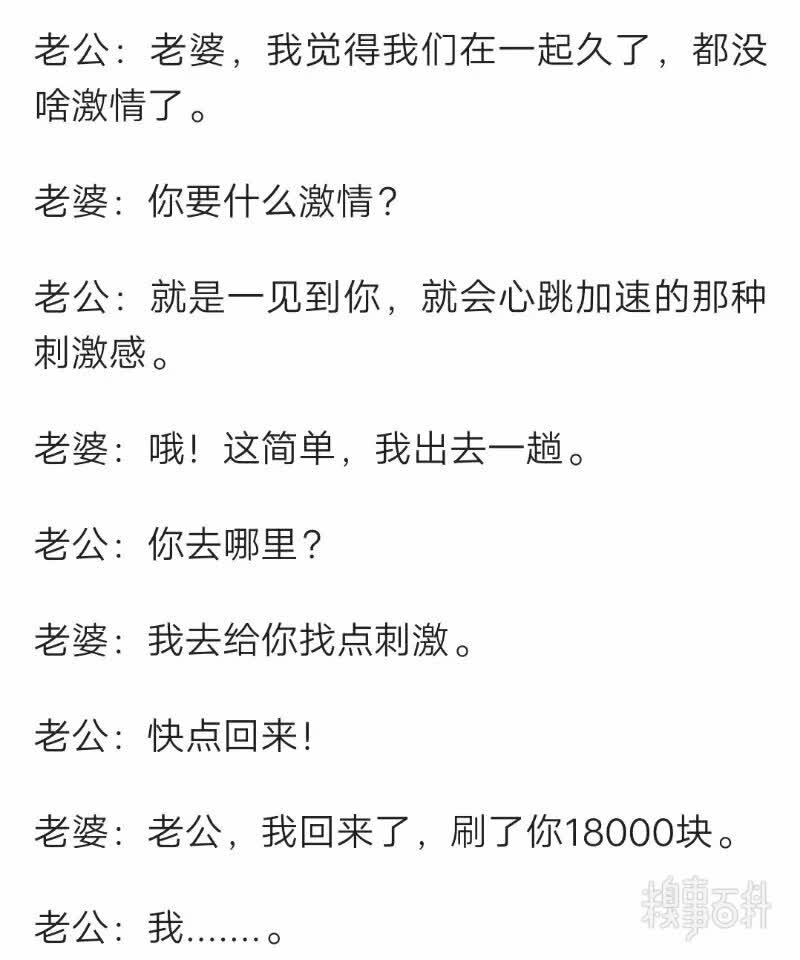 老公：老婆，我觉得我们在一起久了，都没
啥激情了。
老婆：你要什么激情？
老公：就是一见到你，就会心跳加速的那种
刺激感。
老婆：哦！这简单，我出去一趟。
老公：你去哪里？
老婆：我去给你找点刺激。
老公：快点回来！
老婆：老公，我回来了，刷了你18000块。
老公：我.......。
糗事百科